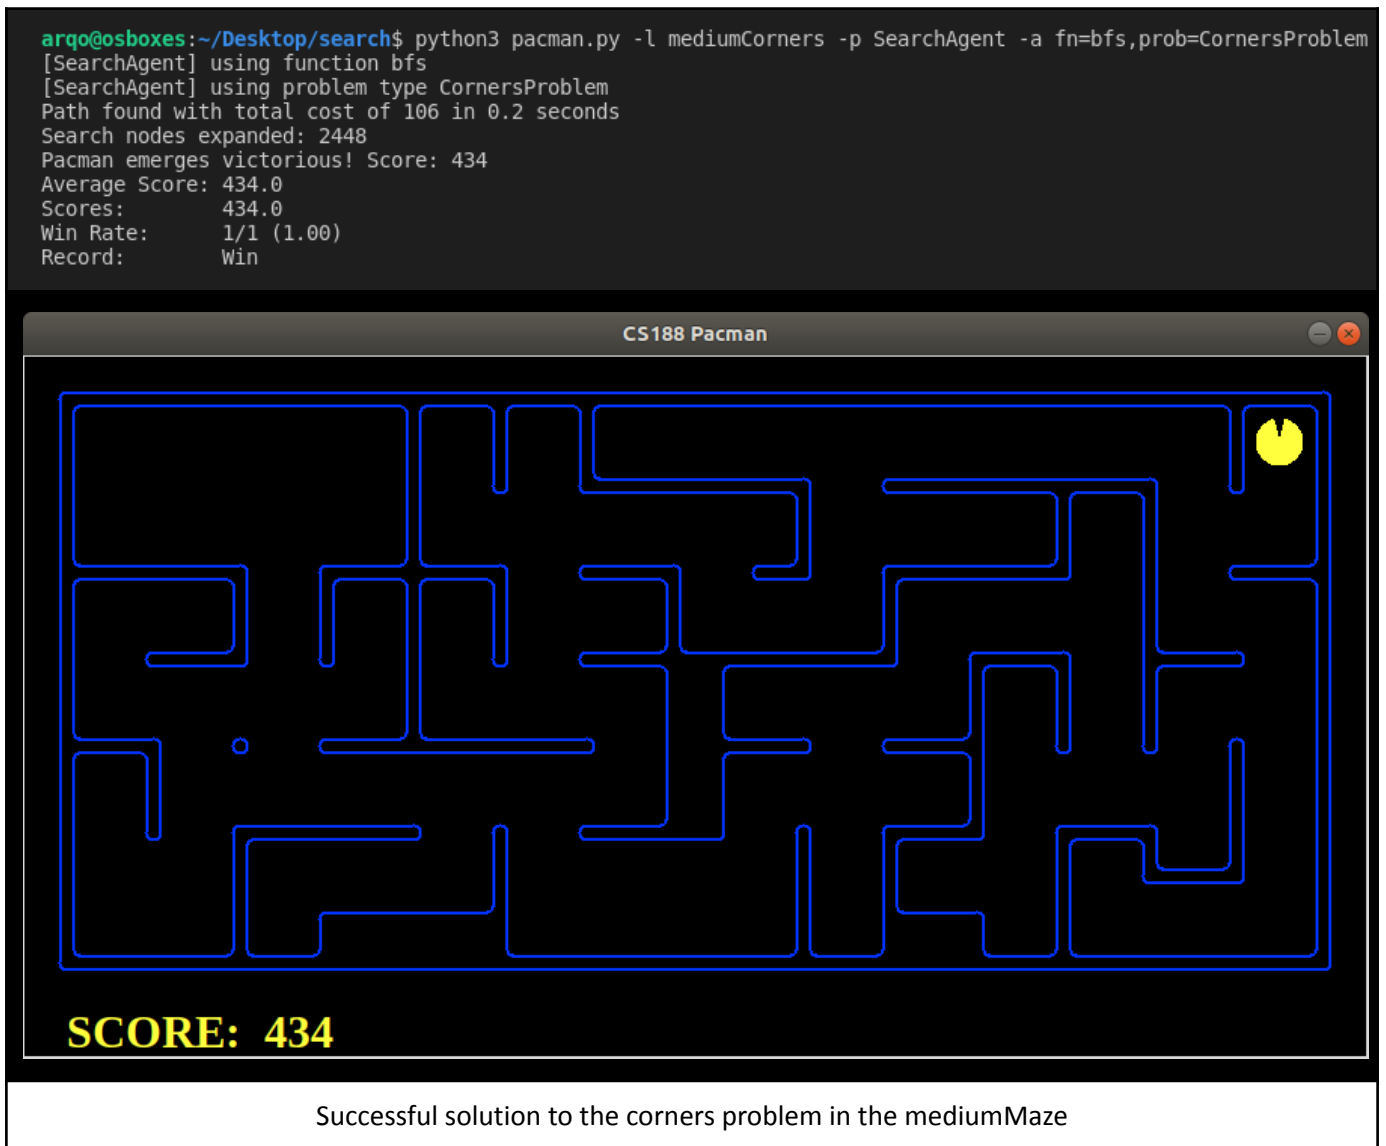 arqo@osboxes:~/Desktop/search$ python3 pacman.py -l mediumCorners -p SearchAgent -a fn=bfs,prob=CornersProblem
[SearchAgent] using function bfs
[SearchAgent] using problem type CornersProblem
Path found with total cost of 106 in 0.2 seconds
Search nodes expanded: 2448
Pacman emerges victorious! Score: 434
Average Score: 434.0
Scores:        434.0
Win Rate:      1/1 (1.00)
Record:        Win
CS188 Pacman
SCORE: 434
Successful solution to the corners problem in the mediumMaze